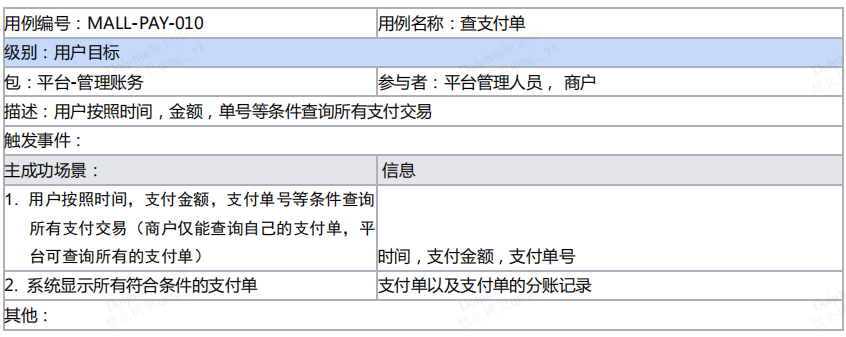 用例编号：MALL-PAY-010 用例名称：查支付单
级别：用户目标
包：平台-管理账务 参与者：平台管理人员， 商户
描述：用户按照时间，金额，单号等条件查询所有支付交易
触发事件：
主成功场景： 信息
1. 用户按照时间，支付金额，支付单号等条件查询
所有支付交易（商户仅能查询自己的支付单，平
台可查询所有的支付单）
时间，支付金额，支付单号
2. 系统显示所有符合条件的支付单 支付单以及支付单的分账记录
其他：